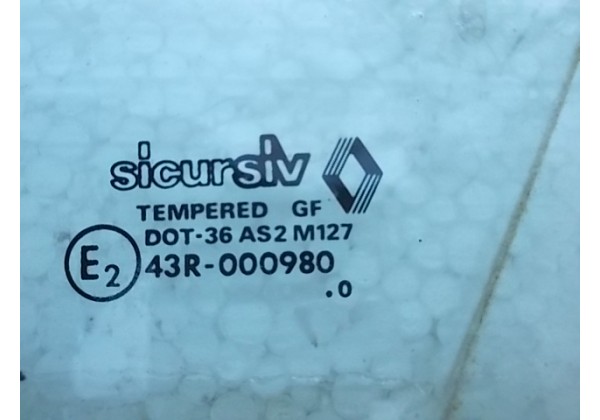 sicursiv
TEMPERED GF
DOT-36 AS2 M127
E2 43R-000980
.0